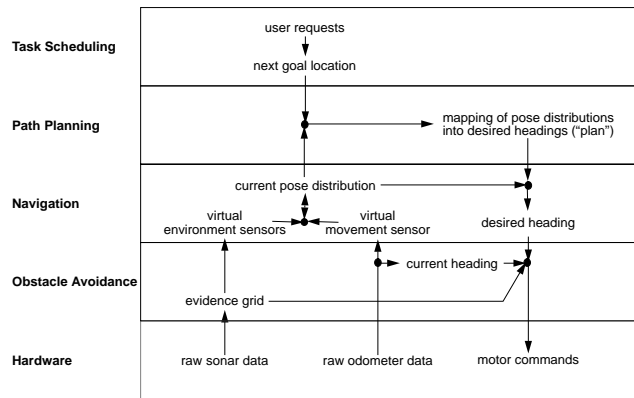 user requests
Task Scheduling
next goal location
mapping of pose distributions
Path Planning
into desired headings ("plan")
current pose distribution
Navigation
virtual
environment sensors
virtual
movement sensor
desired heading
current heading
Obstacle Avoidance
evidence grid
Hardware
raw sonar data
raw odometer data
motor commands